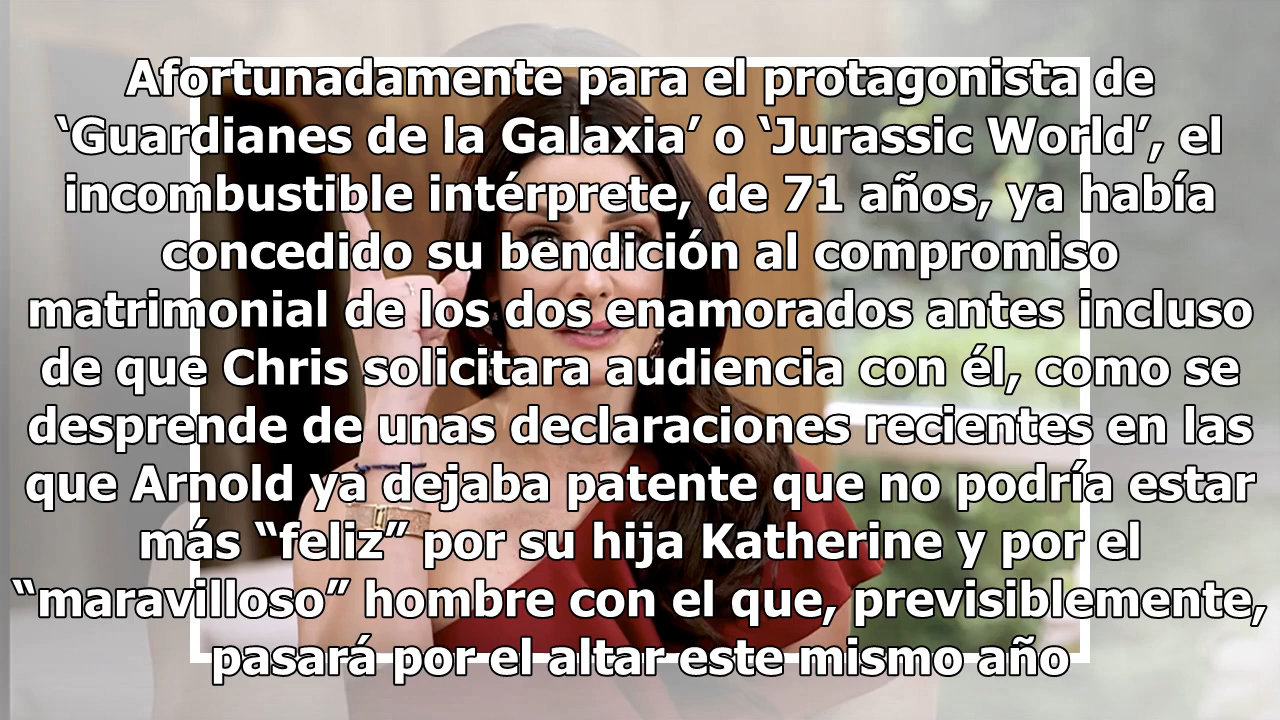 Afortunadamente para el protagonista de
‘Guardianes de la Galaxia’ o ‘Jurassic World’, el
incombustible intérprete, de 71 años, ya había
concedido su bendición al compromiso
matrimonial de los dos enamorados antes incluso
de que Chris solicitara audiencia con él, como se
desprende de unas declaraciones recientes en las
que Arnold ya dejaba patente que no podría estar
más “feliz” por su hija Katherine y por el
“maravilloso” hombre con el que, previsiblemente,
pasará por el altar este mismo año